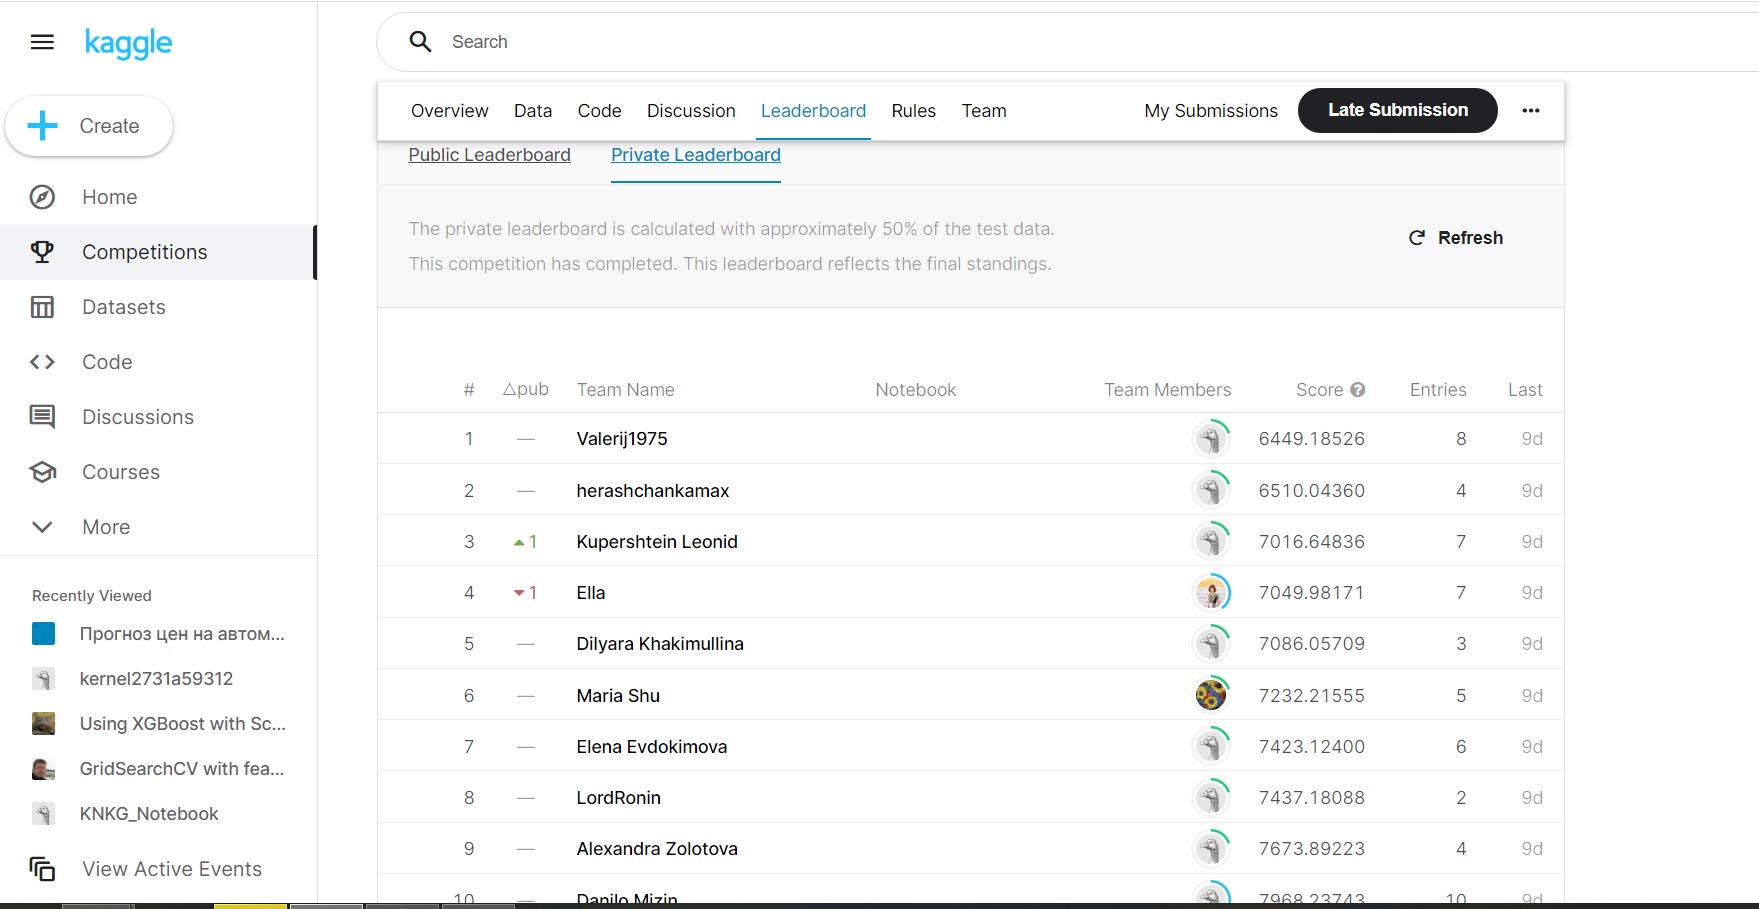 kaggle
Search
Create
Home
Competitions
Datasets
Code
Discussions
Courses
More
Recently Viewed
Прогноз цен на автом...
kernel2731a59312
Using XGBoost with Sc...
GridSearchCV with fea...
KNKG_Notebook
View Active Events
Overview Data Code Discussion Leaderboard Rules Team My Submissions Late Submission
Public Leaderboard Private Leaderboard
The private leaderboard is calculated with approximately 50% of the test data.
This competition has completed. This leaderboard reflects the final standings.
Refresh
# △pub Team Name Notebook Team Members Score Entries Last
1 — Valerij1975 6449.18526 8 9d
2 — herashchankamax 6510.04360 4 9d
3 1 Kupershtein Leonid 7016.64836 7 9d
4 1 Ella 7049.98171 7 9d
5 — Dilyara Khakimullina 7086.05709 3 9d
6 — Maria Shu 7232.21555 5 9d
7 — Elena Evdokimova 7423.12400 6 9d
8 — LordRonin 7437.18088 2 9d
9 — Alexandra Zolotova 7673.89223 4 9d
10 — Danilo Mizin 7968.23743 10 9d